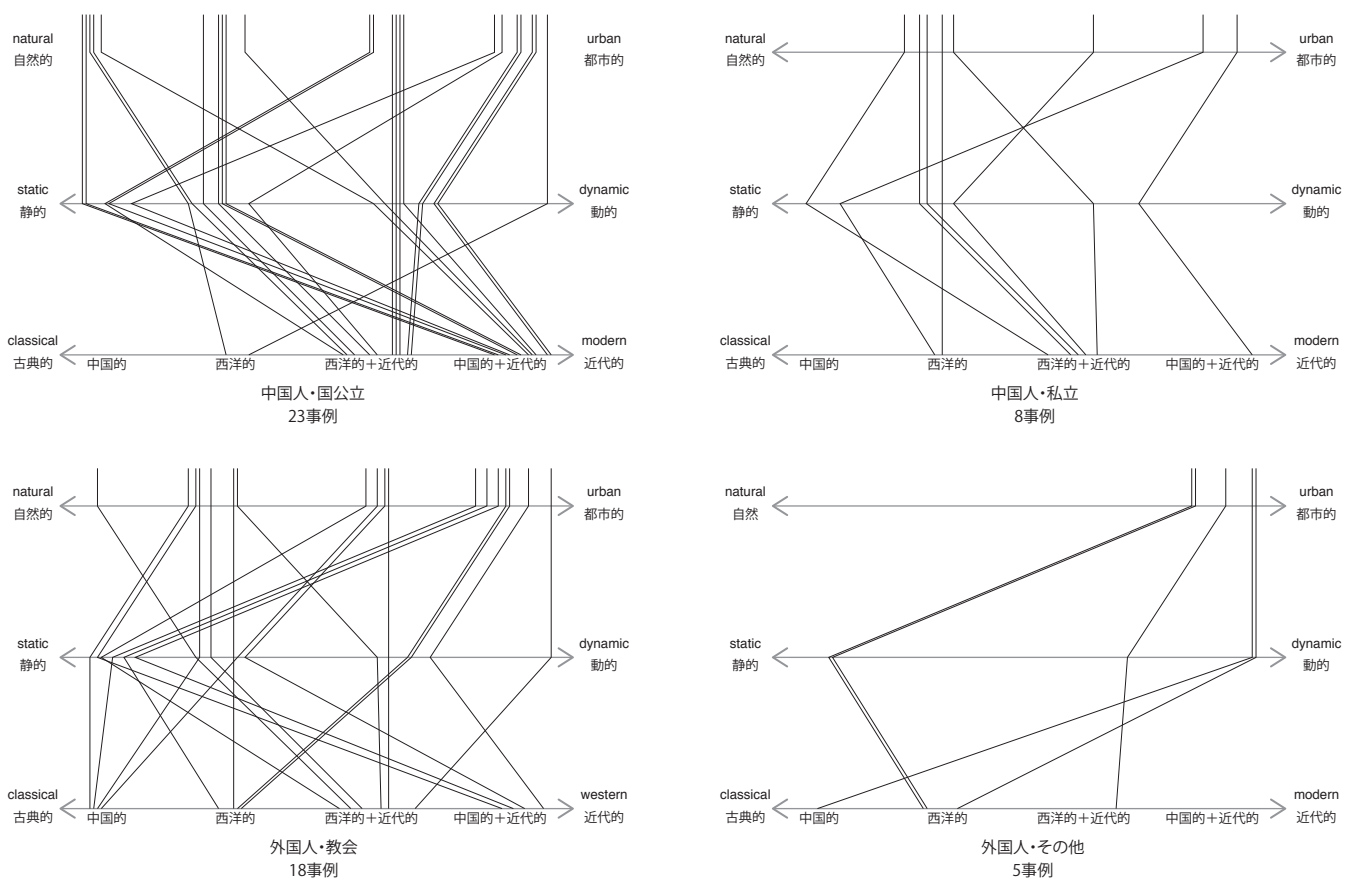 natural
自然的
urban
都市的
static
静的
dynamic
動的
classical
古典的
modern
近代的
中国的
西洋的
西洋的＋近代的
中国的＋近代的
中国人・国公立
23事例
natural
自然的
urban
都市的
static
静的
dynamic
動的
classical
古典的
modern
近代的
中国的
西洋的
西洋的＋近代的
中国的＋近代的
中国人・私立
8事例
natural
自然的
urban
都市的
static
静的
dynamic
動的
classical
古典的
western
近代的
中国的
西洋的
西洋的＋近代的
中国的＋近代的
外国人・教会
18事例
natural
自然
urban
都市的
static
静的
dynamic
動的
classical
古典的
modern
近代的
中国的
西洋的
西洋的＋近代的
中国的＋近代的
外国人・その他
5事例